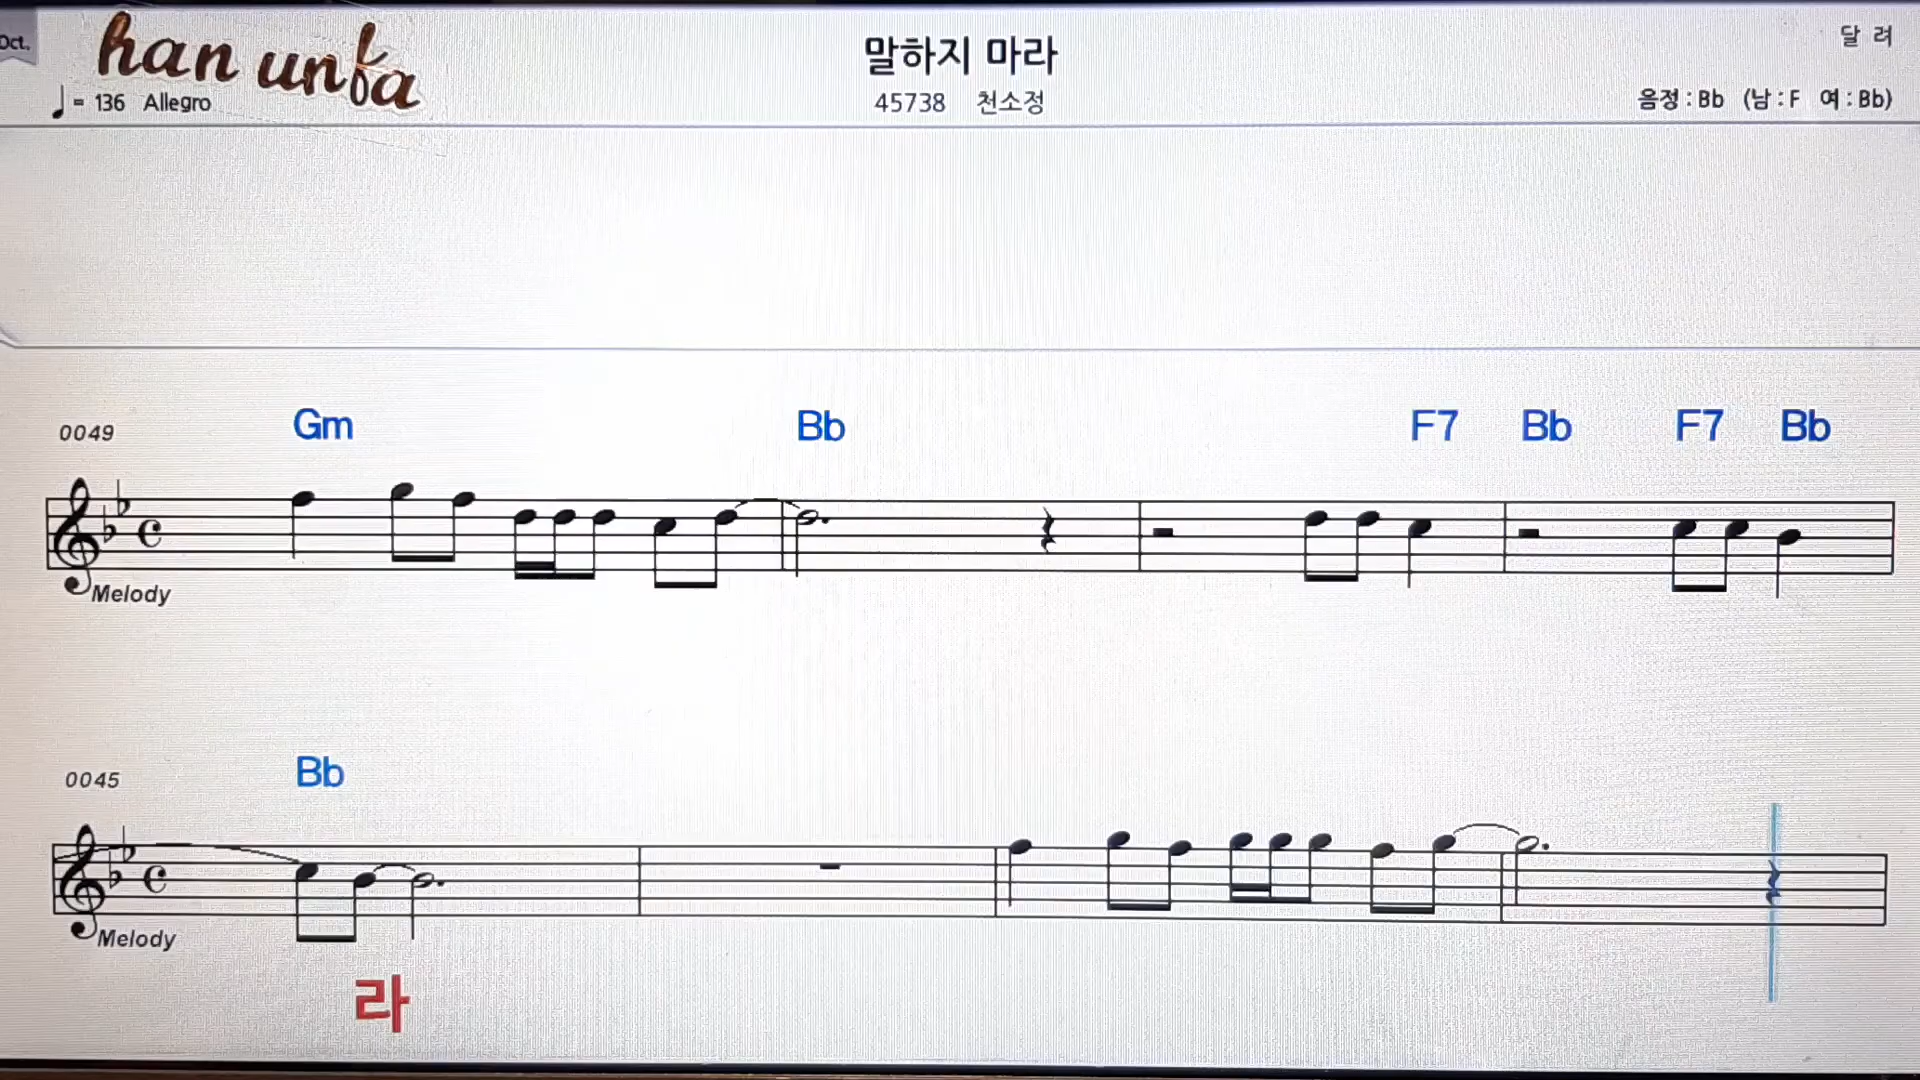 Oct.
han unfa
말하지 마라
달 려
♩ = 136 Allegro
45738 천소정
음정 : Bb (남 : F 여 : Bb)
0049 Gm Bb F7 Bb F7 Bb
Melody
0045 Bb
Melody
라